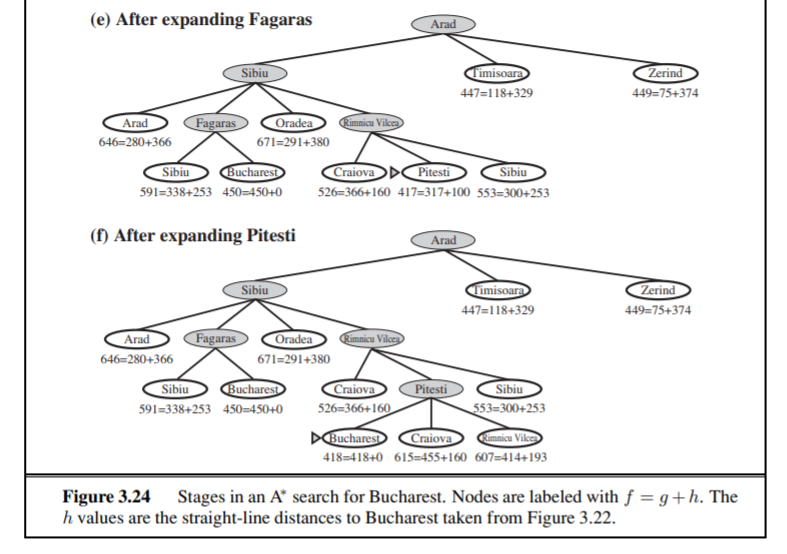 (e) After expanding Fagaras
Arad
Sibiu
Timisoara
Zerind
447=118+329
449=75+374
Arad
Fagaras
Oradea
Rimnicu Vilcea
646=280+366
671=291+380
Sibiu
Bucharest
Craiova
Pitesti
Sibiu
591=338+253
450=450+0
526=366+160
417=317+100
553=300+253
(f) After expanding Pitesti
Arad
Sibiu
Timisoara
Zerind
447=118+329
449=75+374
Arad
Fagaras
Oradea
Rimnicu Vilcea
646=280+366
671=291+380
Sibiu
Bucharest
Craiova
Pitesti
Sibiu
591=338+253
450=450+0
526=366+160
553=300+253
Bucharest
Craiova
Rimnicu Vilcea
418=418+0
615=455+160
607=414+193
Figure 3.24 Stages in an A* search for Bucharest. Nodes are labeled with f = g + h. The
h values are the straight-line distances to Bucharest taken from Figure 3.22.